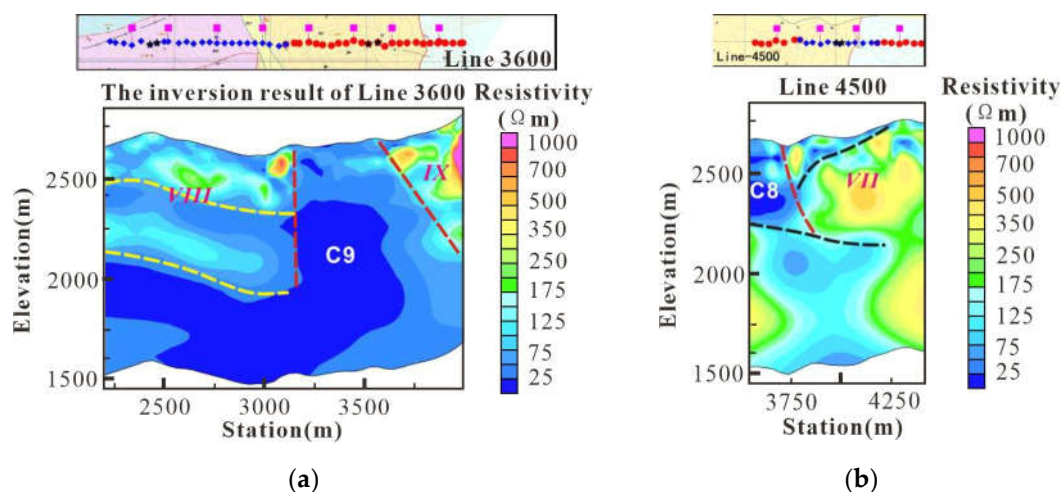 Line 3600
Line-4500
The inversion result of Line 3600
Resistivity
(Ωm)
Line 4500
Resistivity
(Ωm)
Elevation(m)
2500
2000
1500
VIII
IX
C9
2500
3000
3500
Station(m)
1000
700
500
350
250
175
125
75
25
Elevation(m)
2500
2000
1500
C8
VII
3750
4250
Station(m)
1000
700
500
350
250
175
125
75
25
(a)
(b)